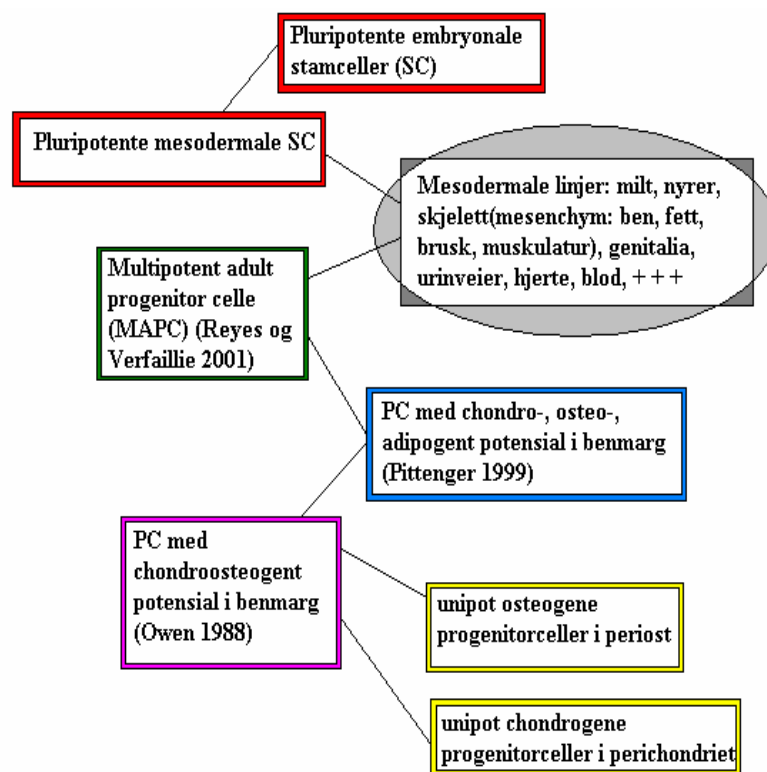 Pluripotente embryonale
stamceller (SC)
Pluripotente mesodermale SC
Mesodermale linjer: milt, nyrer,
skjelett(mesenchym: ben, fett,
brusk, muskulatur), genitalia,
urinveier, hjerte, blod, +++
Multipotent adult
progenitor celle
(MAPC) (Reyes og
Verfaillie 2001)
PC med chondro-, osteo-,
adipogent potensial i benmarg
(Pittenger 1999)
PC med
chondroosteogent
potensial i benmarg
(Owen 1988)
unipot osteogene
progenitorceller i periost
unipot chondrogene
progenitorceller i perichondriet